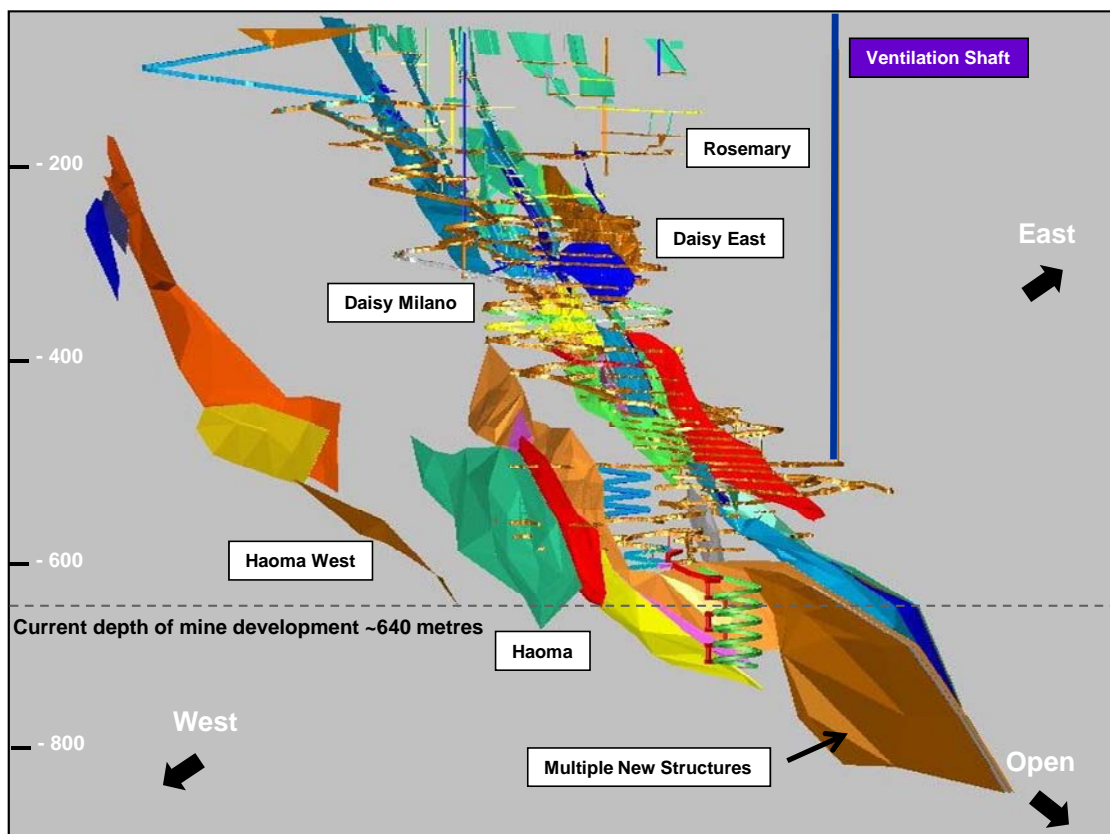 Ventilation Shaft
Rosemary
- 200
East
Daisy East
Daisy Milano
- 400
Haoma West
- 600
Current depth of mine development ~640 metres
Haoma
West
- 800
Multiple New Structures
Open